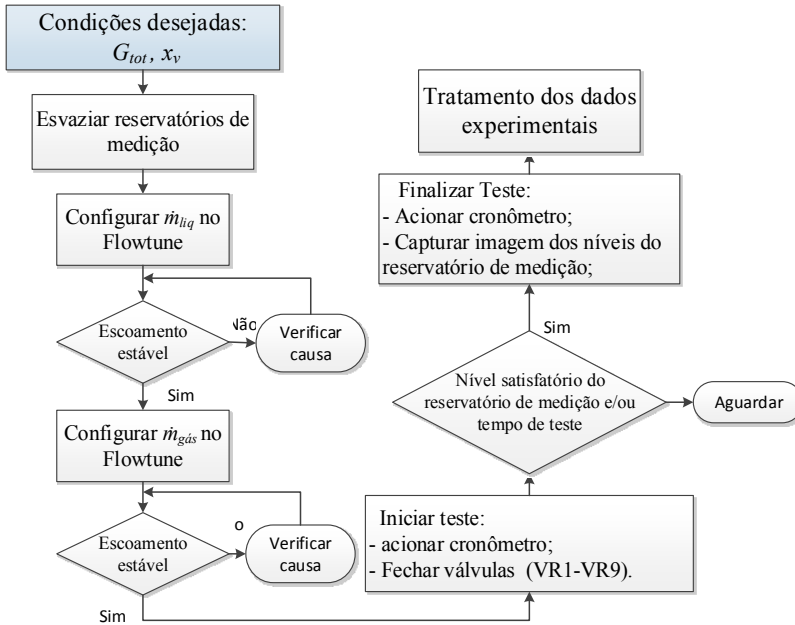 Condições desejadas:
G_tot, x_v
Esvaziar reservatórios de
medição
Configurar ṁ_liq no
Flowtune
Escoamento
estável
Não
Verificar
causa
Sim
Configurar ṁ_gás no
Flowtune
Escoamento
estável
o
Verificar
causa
Sim
Iniciar teste:
- acionar cronômetro;
- Fechar válvulas (VR1-VR9).
Nível satisfatório do
reservatório de medição e/ou
tempo de teste
Aguardar
Sim
Finalizar Teste:
- Acionar cronômetro;
- Capturar imagem dos níveis do
reservatório de medição;
Tratamento dos dados
experimentais